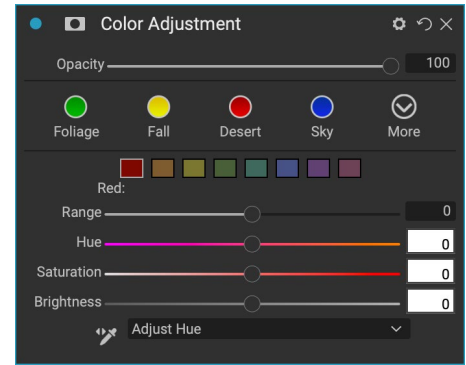 Color Adjustment
Opacity 100
Foliage Fall Desert Sky More
Red:
Range 0
Hue 0
Saturation 0
Brightness 0
Adjust Hue